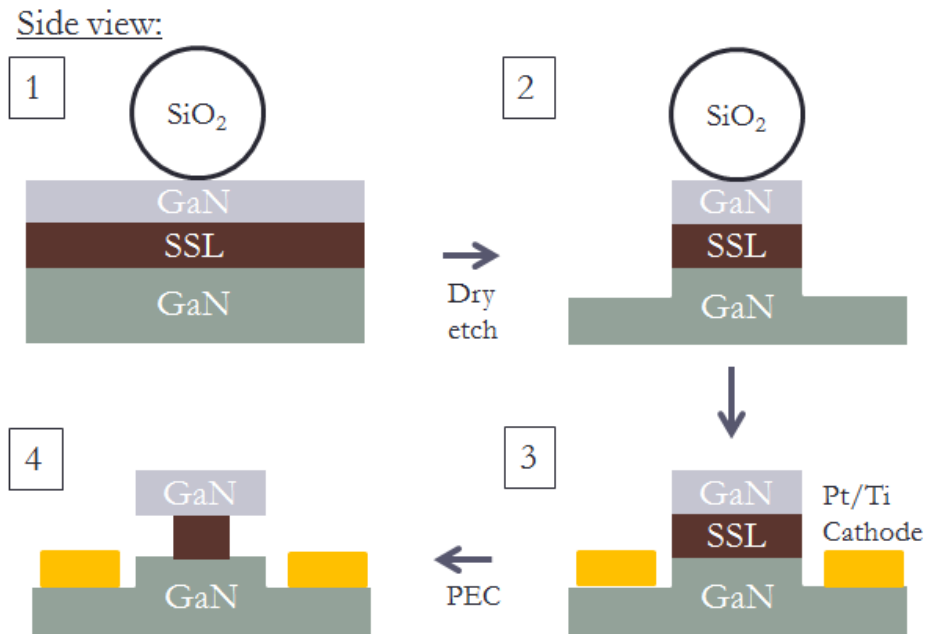 Side view:
1
SiO₂
GaN
SSL
GaN
Dry
etch
2
SiO₂
GaN
SSL
GaN
3
GaN
SSL
GaN
Pt/Ti
Cathode
PEC
4
GaN
GaN